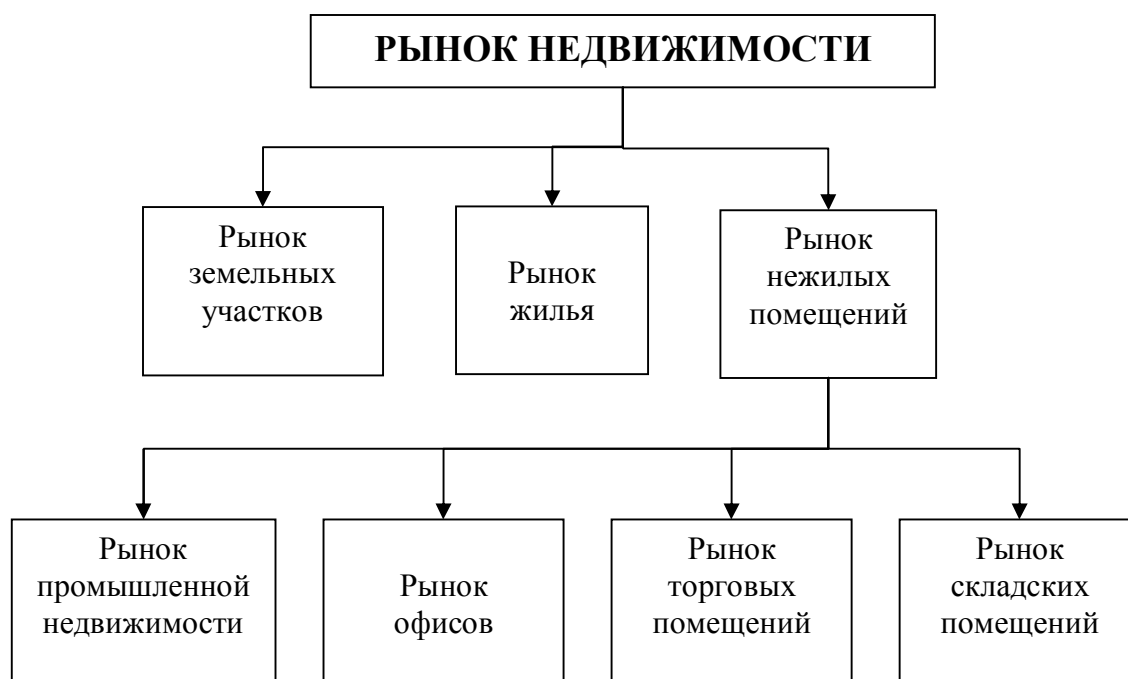 РЫНОК НЕДВИЖИМОСТИ
Рынок
земельных
участков
Рынок
жилья
Рынок
нежилых
помещений
Рынок
промышленной
недвижимости
Рынок
офисов
Рынок
торговых
помещений
Рынок
складских
помещений